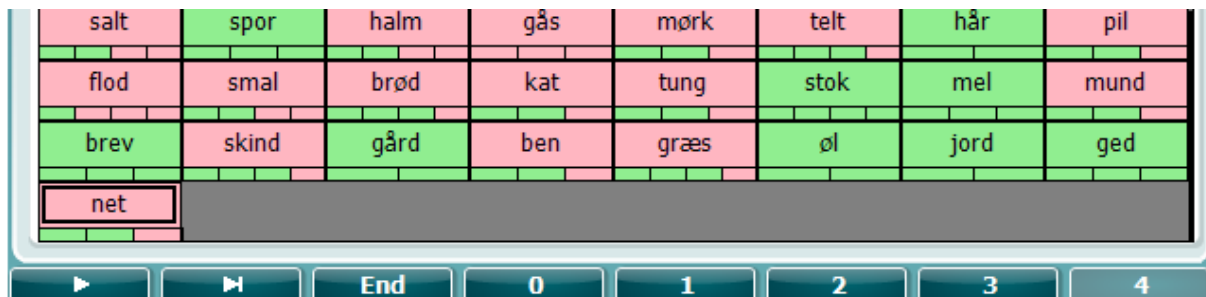 salt spor halm gås mørk telt hår pil
flod smal brød kat tung stok mel mund
brev skind gård ben græs øl jord ged
net
End 0 1 2 3 4